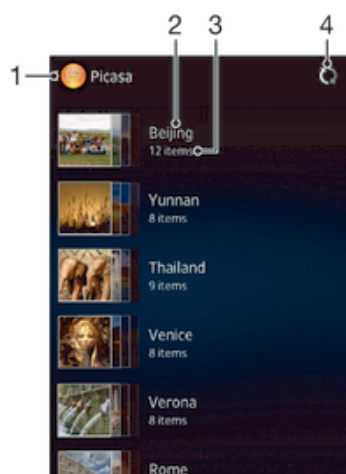 2 3 4
1 Picasa
Beijing
12 items
Yunnan
8 items
Thailand
9 items
Venice
8 items
Verona
8 items
Rome